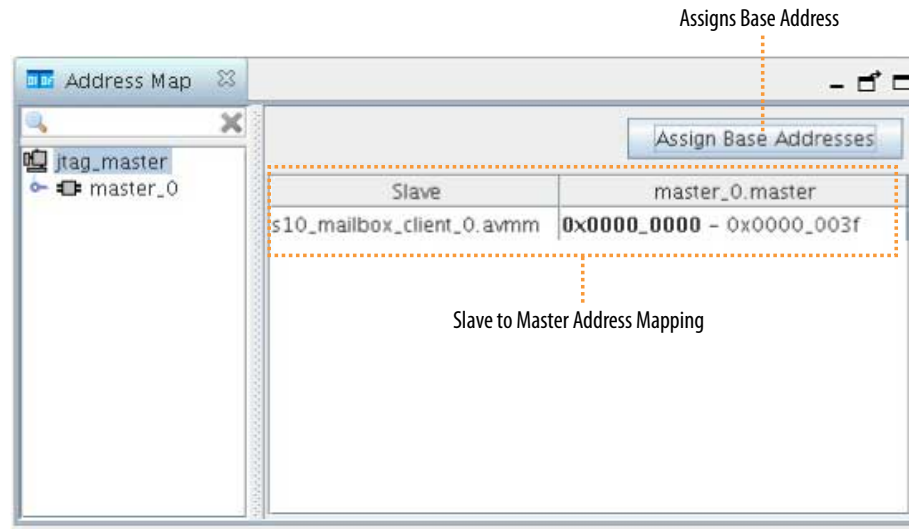 Assigns Base Address
Address Map
Assign Base Addresses
jtag_master
master_0
Slave master_0.master
s10_mailbox_client_0.avmm 0x0000_0000 - 0x0000_003f
Slave to Master Address Mapping